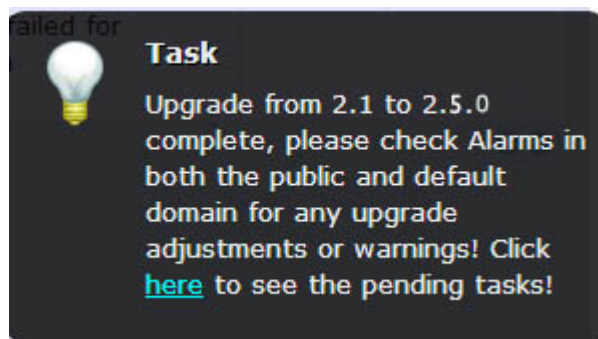 failed for
Task
Upgrade from 2.1 to 2.5.0
complete, please check Alarms in
both the public and default
domain for any upgrade
adjustments or warnings! Click
here to see the pending tasks!